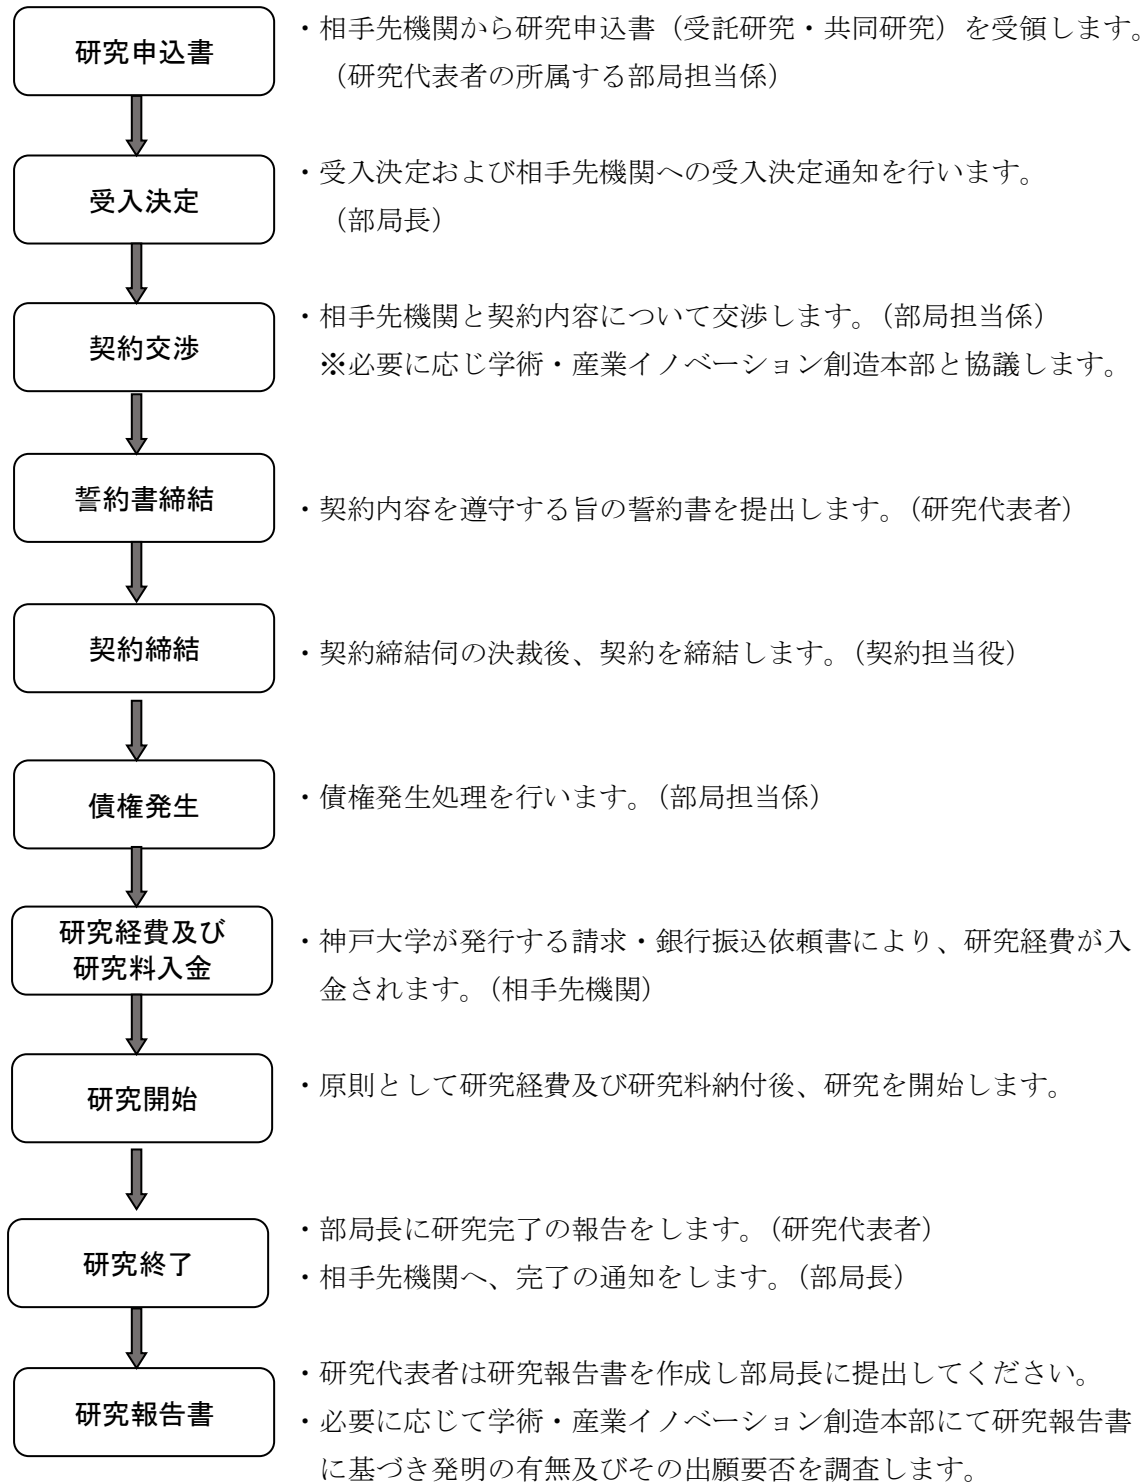 研究申込書
・相手先機関から研究申込書（受託研究・共同研究）を受領します。
（研究代表者の所属する部局担当係）
受入決定
・受入決定および相手先機関への受入決定通知を行います。
（部局長）
契約交渉
・相手先機関と契約内容について交渉します。（部局担当係）
※必要に応じ学術・産業イノベーション創造本部と協議します。
誓約書締結
・契約内容を遵守する旨の誓約書を提出します。（研究代表者）
契約締結
・契約締結伺の決裁後、契約を締結します。（契約担当役）
債権発生
・債権発生処理を行います。（部局担当係）
研究経費及び
研究料入金
・神戸大学が発行する請求・銀行振込依頼書により、研究経費が入
金されます。（相手先機関）
研究開始
・原則として研究経費及び研究料納付後、研究を開始します。
研究終了
・部局長に研究完了の報告をします。（研究代表者）
・相手先機関へ、完了の通知をします。（部局長）
研究報告書
・研究代表者は研究報告書を作成し部局長に提出してください。
・必要に応じて学術・産業イノベーション創造本部にて研究報告書
に基づき発明の有無及びその出願要否を調査します。